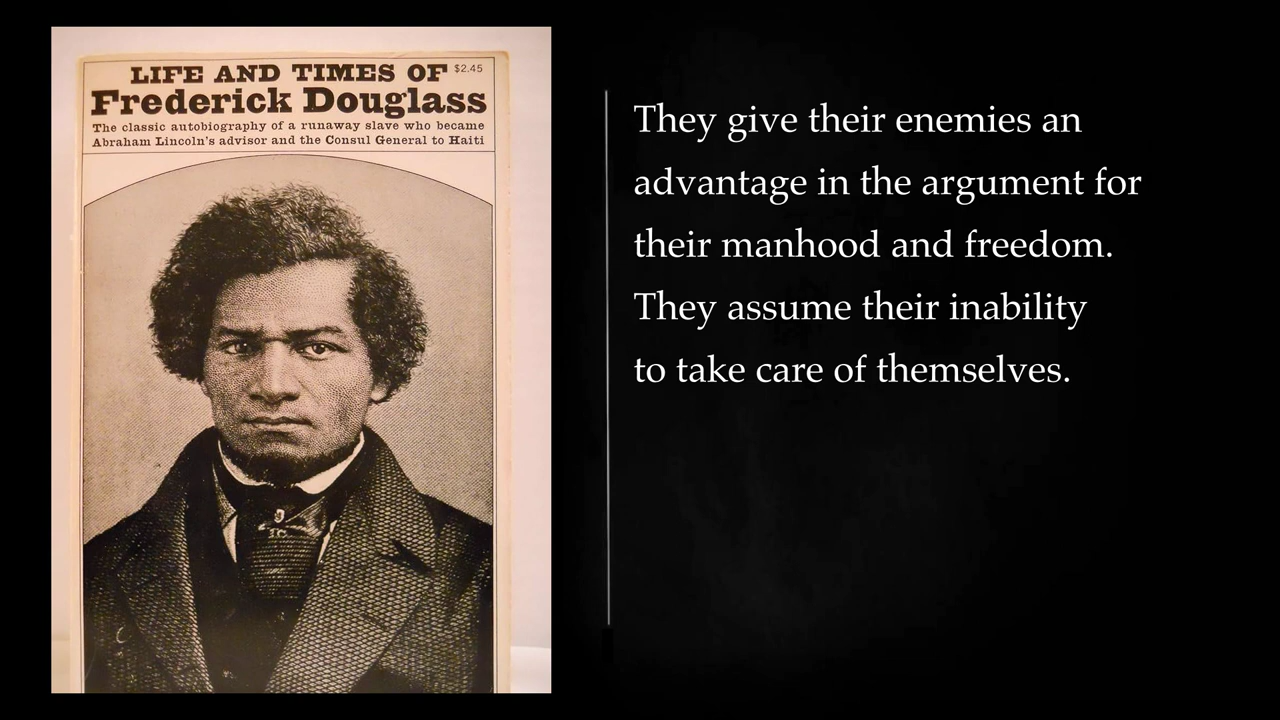 LIFE AND TIMES OF $2.45
Frederick Douglass
The classic autobiography of a runaway slave who became
Abraham Lincoln's advisor and the Consul General to Haiti
They give their enemies an
advantage in the argument for
their manhood and freedom.
They assume their inability
to take care of themselves.